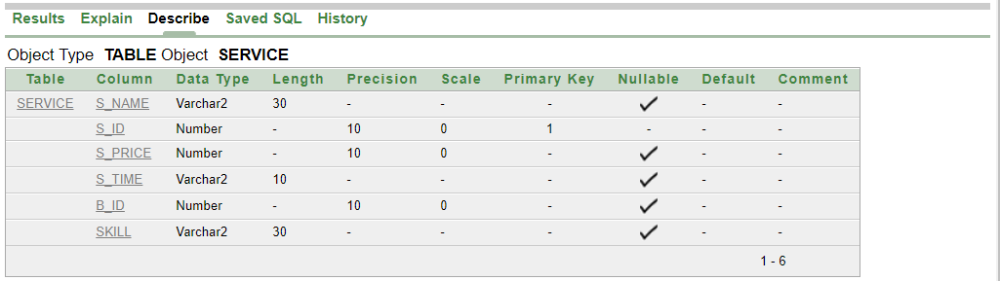 Results Explain Describe Saved SQL History
Object Type TABLE Object SERVICE
Table Column Data Type Length Precision Scale Primary Key Nullable Default Comment
SERVICE S_NAME Varchar2 30 - - - ✓ - -
S_ID Number - 10 0 1 - - -
S_PRICE Number - 10 0 - ✓ - -
S_TIME Varchar2 10 - - - ✓ - -
B_ID Number - 10 0 - ✓ - -
SKILL Varchar2 30 - - - ✓ - -
1 - 6